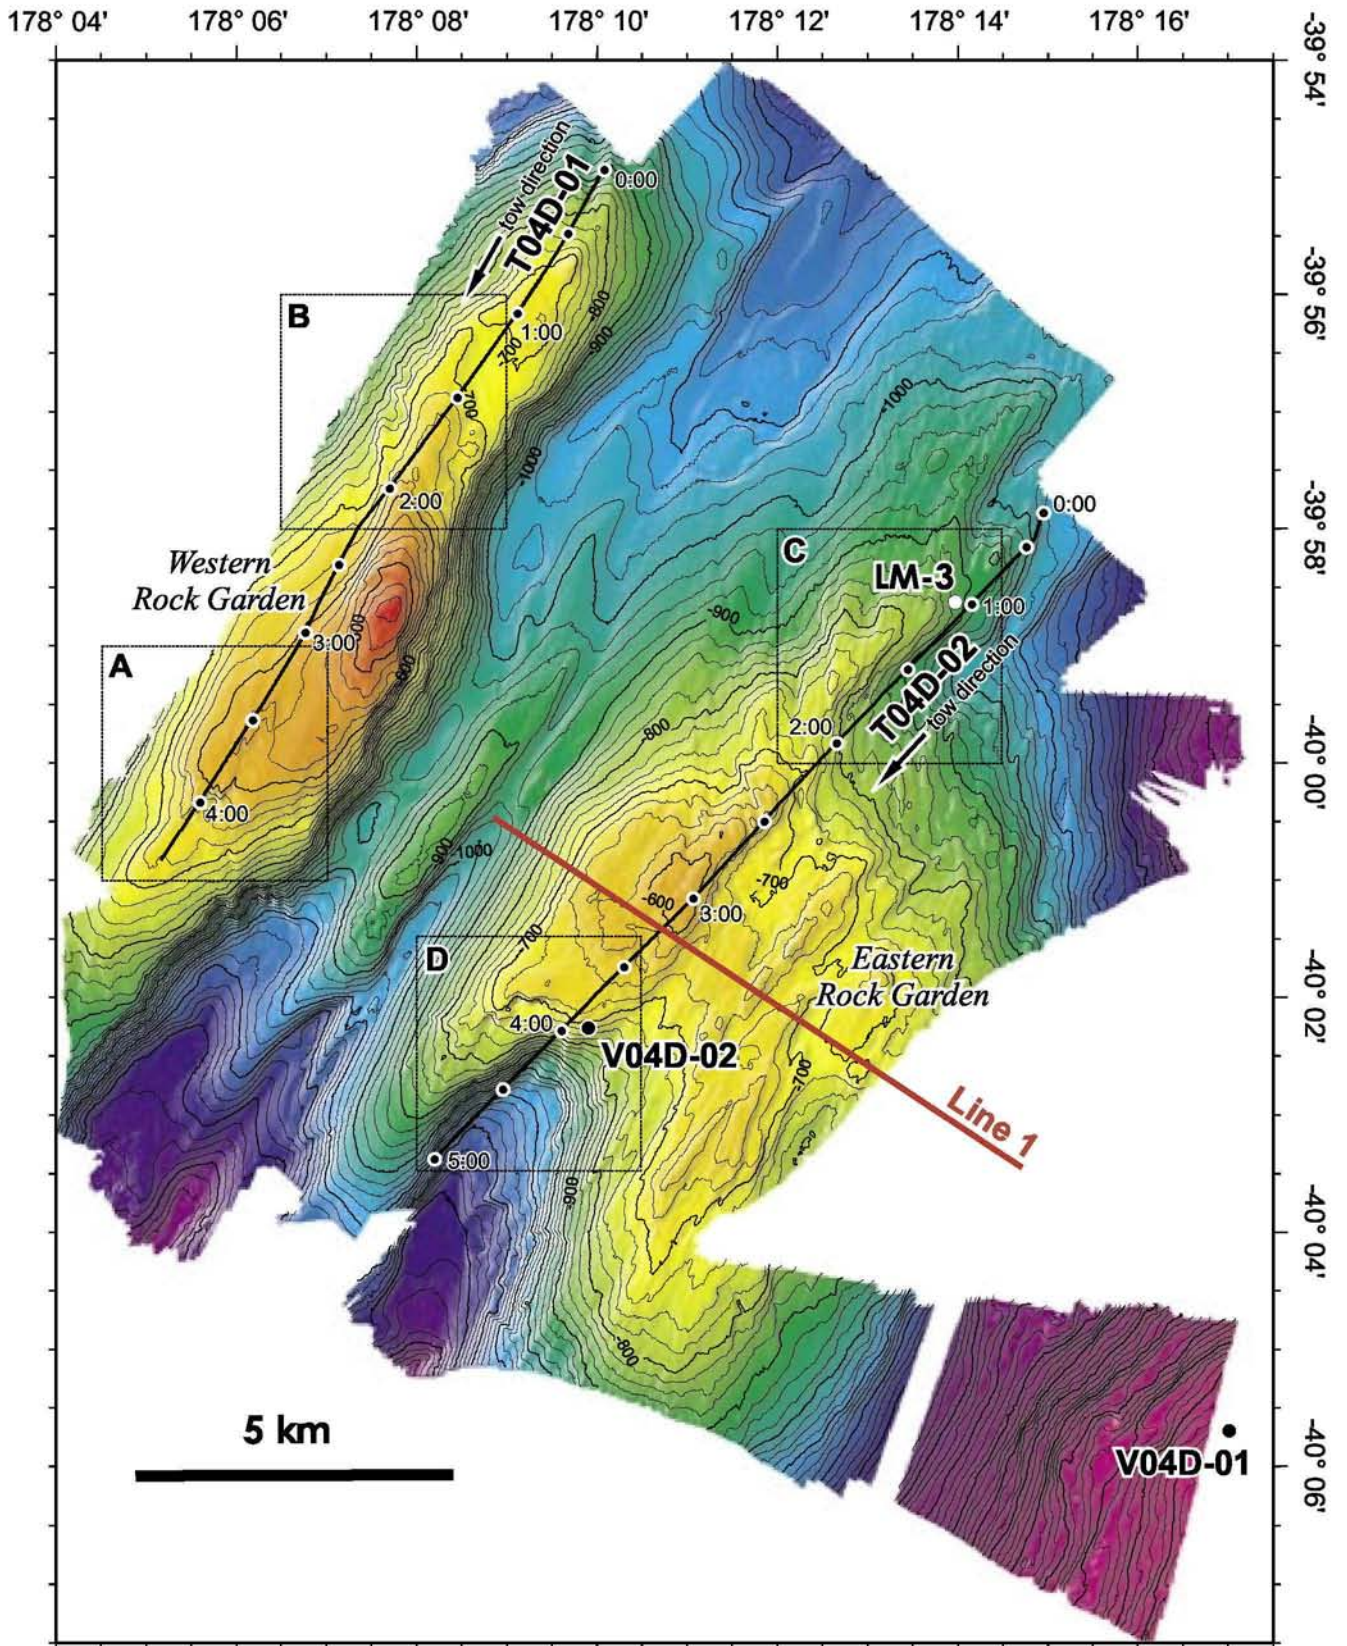 178° 04'
178° 06'
178° 08'
178° 10'
178° 12'
178° 14'
178° 16'
-39° 54'
-39° 56'
-39° 58'
-40° 00'
-40° 02'
-40° 04'
-40° 06'
tow direction
T04D-01
0:00
B
-800
1:00
-700
-900
700
-1000
-1000
2:00
0:00
C
Western
Rock Garden
LM-3
1:00
-900
3:00
-600
A
T04D-02
tow direction
2:00
-800
4:00
-900
-1000
-700
-600
3:00
-700
D
Eastern
Rock Garden
4:00
V04D-02
-700
Line 1
5:00
-900
-800
5 km
V04D-01